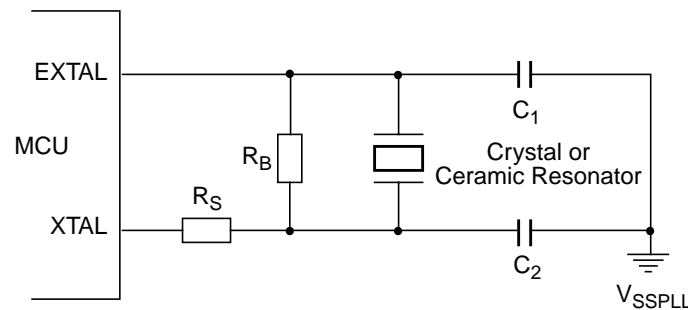 EXTAL
MCU
XTAL
R_S
R_B
C_1
Crystal or
Ceramic Resonator
C_2
V_SSPLL